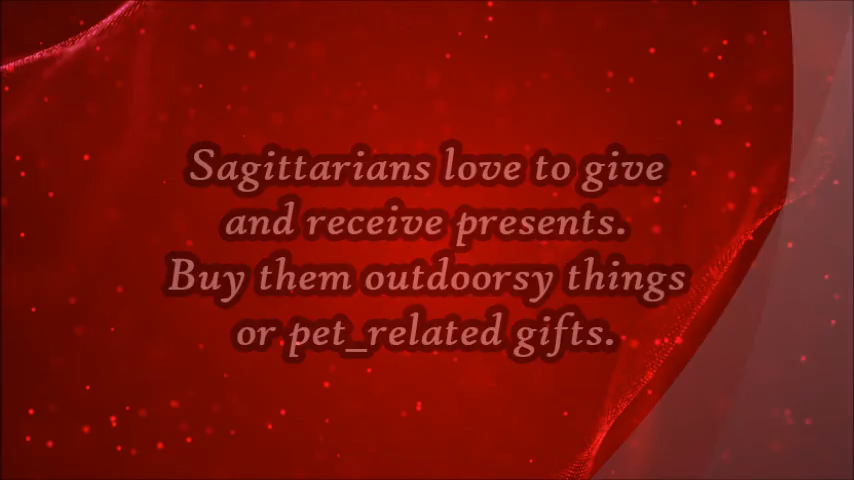 Sagittarians love to give
and receive presents.
Buy them outdoorsy things
or pet_related gifts.